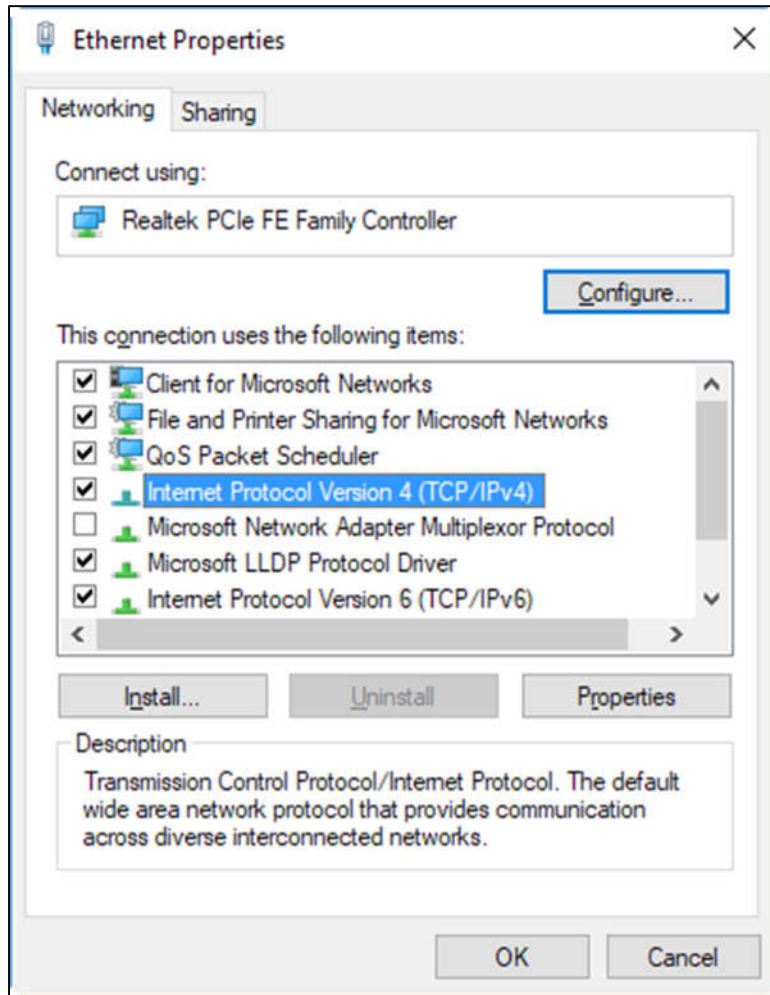 Ethernet Properties
Networking
Sharing
Connect using:
Realtek PCIe FE Family Controller
Configure...
This connection uses the following items:
Client for Microsoft Networks
File and Printer Sharing for Microsoft Networks
QoS Packet Scheduler
Internet Protocol Version 4 (TCP/IPv4)
Microsoft Network Adapter Multiplexor Protocol
Microsoft LLDP Protocol Driver
Internet Protocol Version 6 (TCP/IPv6)
Install...
Uninstall
Properties
Description
Transmission Control Protocol/Internet Protocol. The default
wide area network protocol that provides communication
across diverse interconnected networks.
OK
Cancel